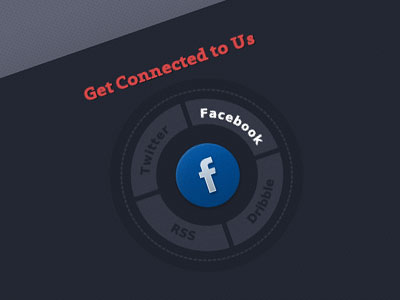 Get Connected to Us
Facebook
Twitter
Dribble
RSS
f